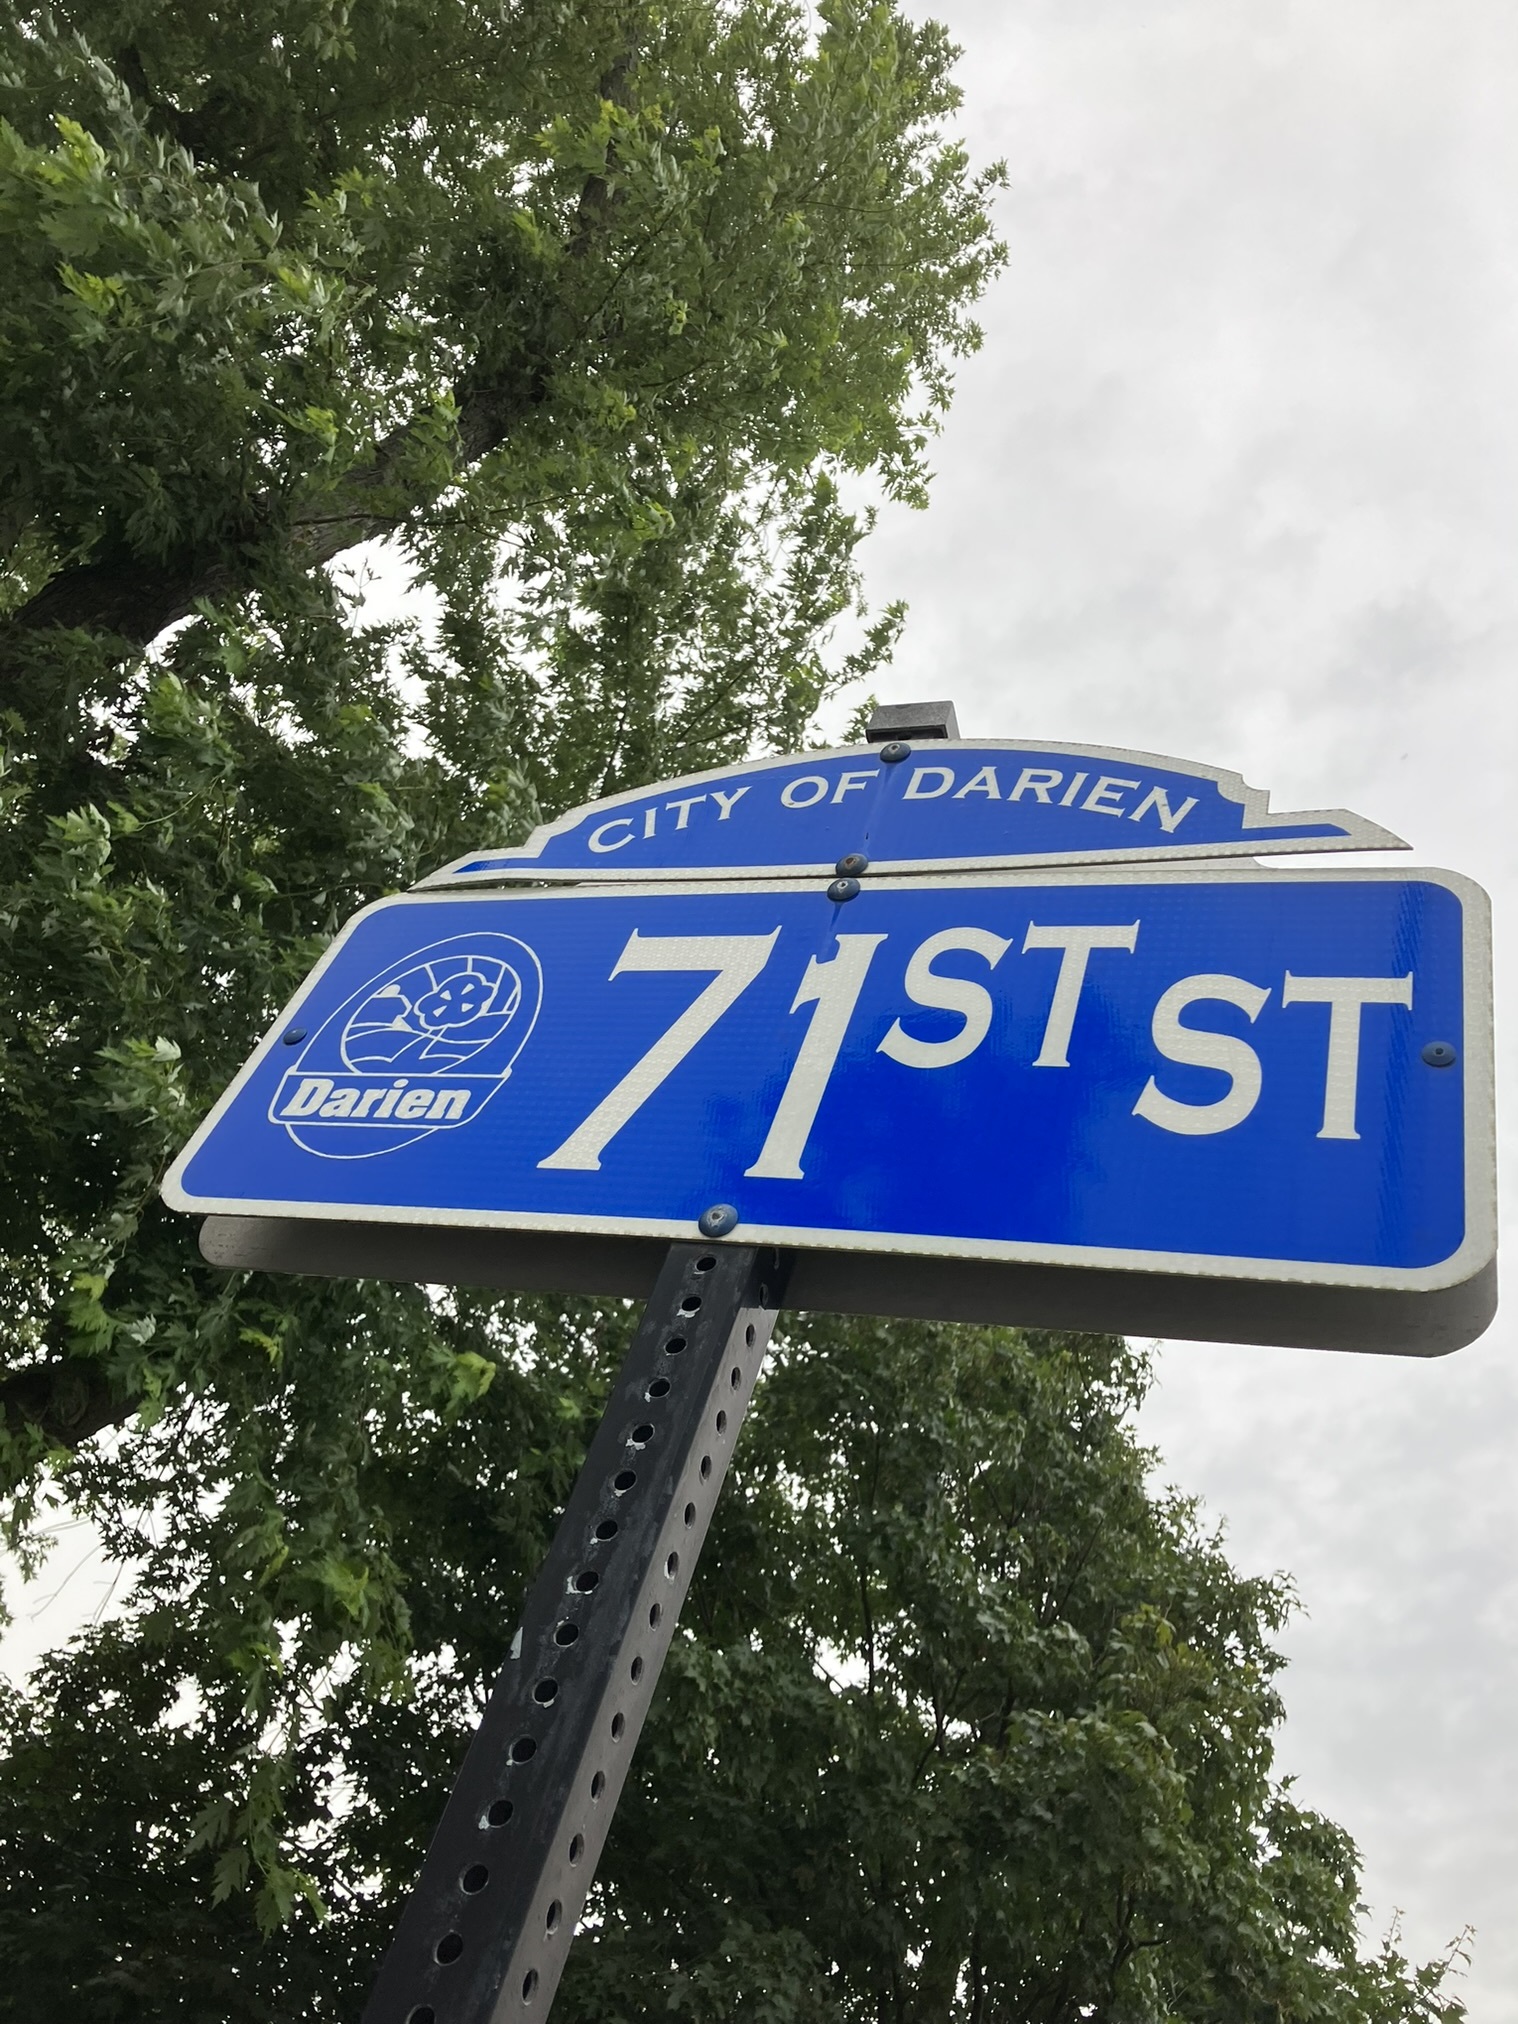 CITY OF DARIEN
71ST ST
Darien